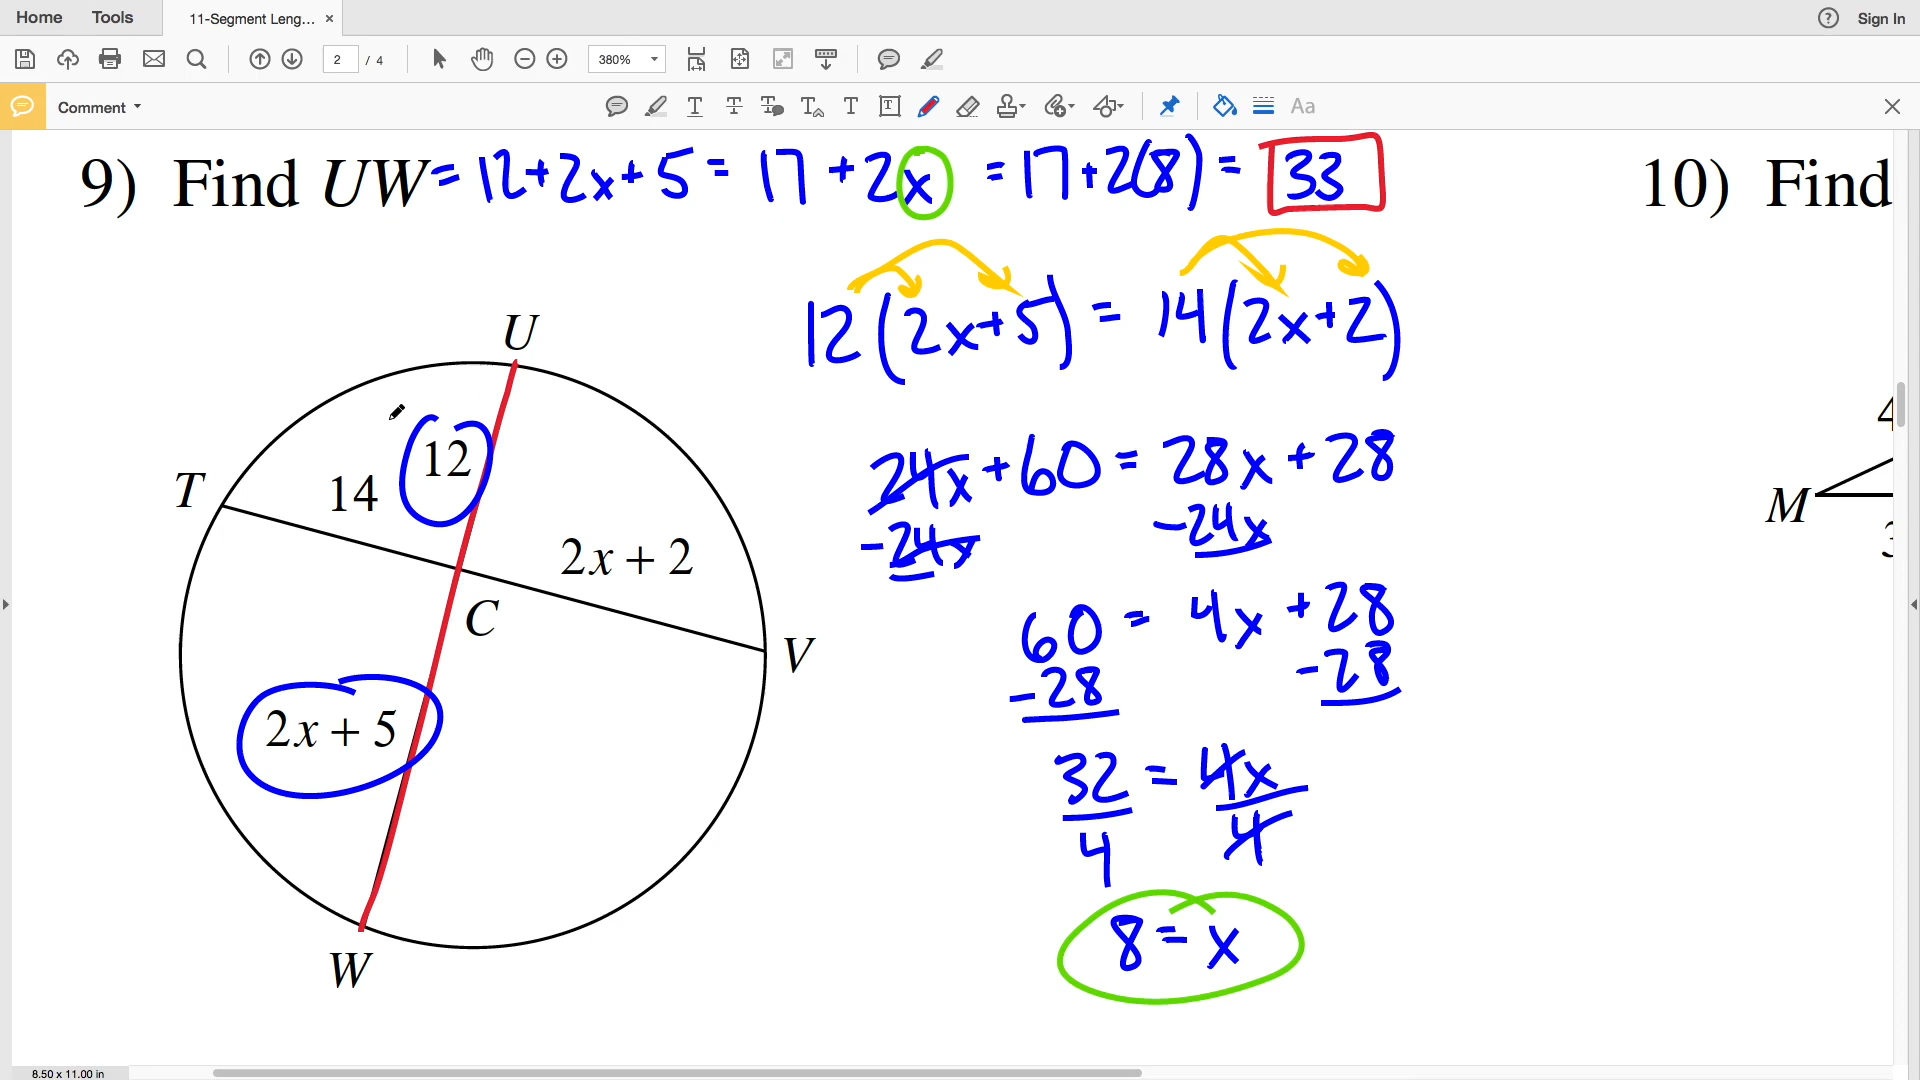 Home Tools 11-Segment Leng... × ? Sign In
2 / 4 380%
Comment T T T T T T Aa
9) Find UW = 12+2x+5 = 17 + 2x = 17+2(8) = 33
10) Find
12(2x+5) = 14(2x+2)
U
4
12
24x+60 = 28x+28
T
14
M
-24x -24x
2x + 2
3
C
60 = 4x +28
V
-28 -28
2x + 5
32 = 4x
4 4
8 = x
W
8.50 x 11.00 in